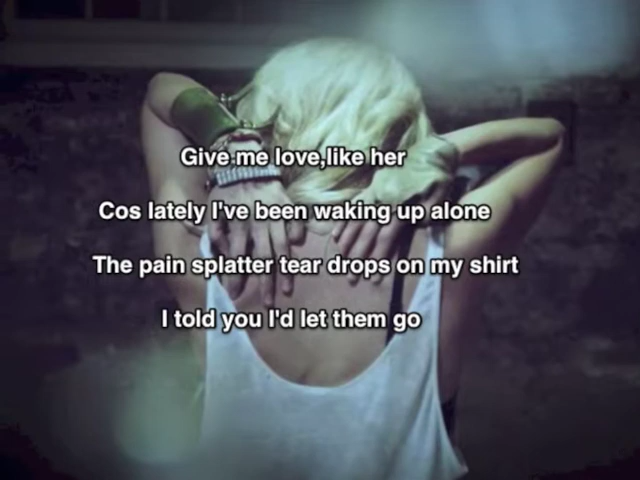 Give me love,like her
Cos lately I've been waking up alone
The pain splatter tear drops on my shirt
I told you I'd let them go